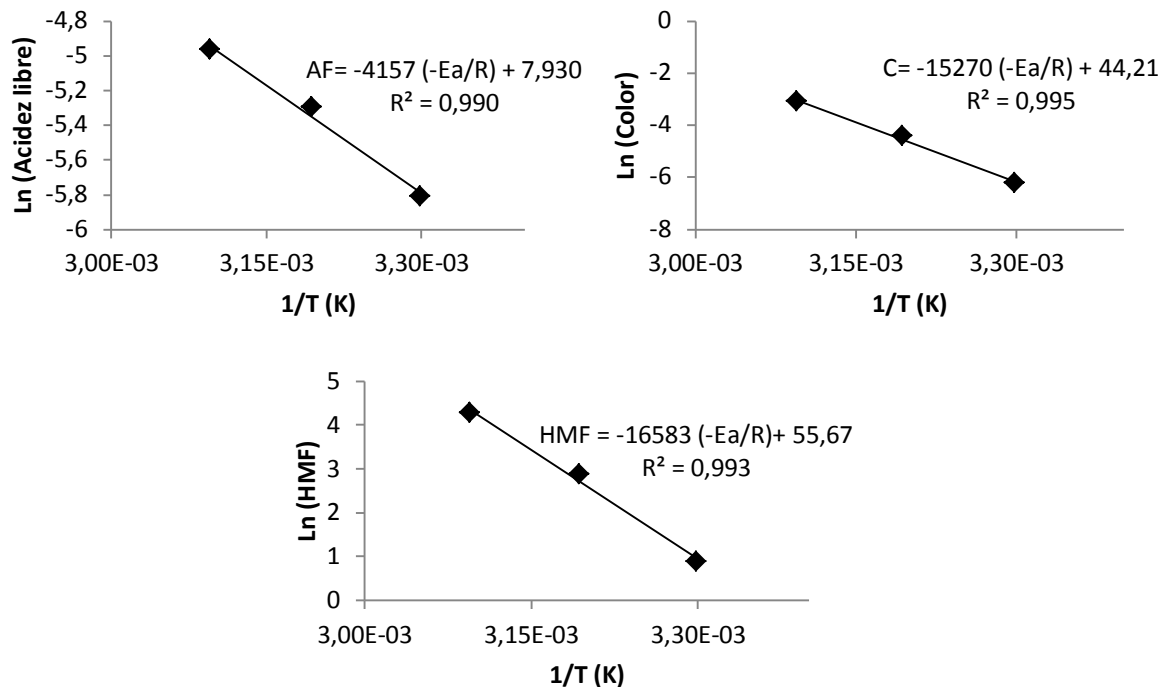 -4,8
-5
-5,2
-5,4
-5,6
-5,8
-6
Ln (Acidez libre)
AF= -4157 (-Ea/R) + 7,930
R² = 0,990
3,00E-03 3,15E-03 3,30E-03
1/T (K)
0
-2
-4
-6
-8
Ln (Color)
C= -15270 (-Ea/R) + 44,21
R² = 0,995
3,00E-03 3,15E-03 3,30E-03
1/T (K)
5
4
3
2
1
0
Ln (HMF)
HMF = -16583 (-Ea/R)+ 55,67
R² = 0,993
3,00E-03 3,15E-03 3,30E-03
1/T (K)